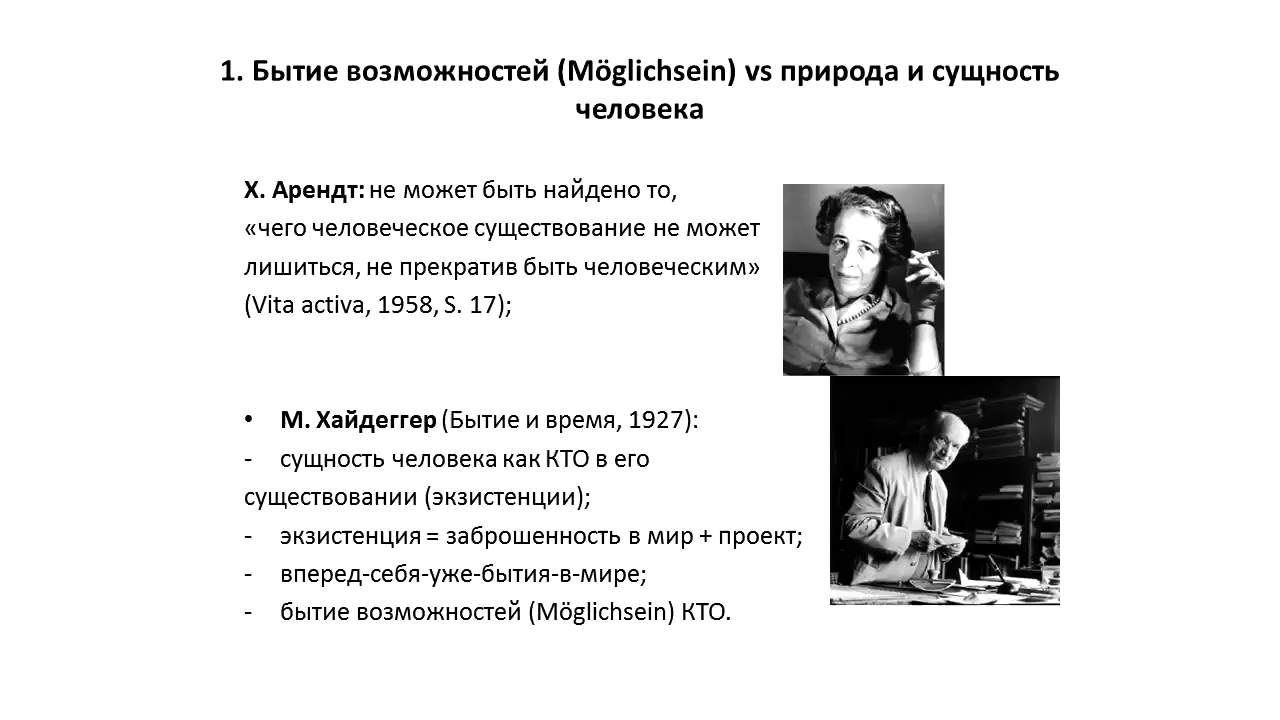 1. Бытие возможностей (Möglichsein) vs природа и сущность
человека
Х. Арендт: не может быть найдено то,
«чего человеческое существование не может
лишиться, не прекратив быть человеческим»
(Vita activa, 1958, S. 17);
• М. Хайдеггер (Бытие и время, 1927):
- сущность человека как КТО в его
существовании (экзистенции);
- экзистенция = заброшенность в мир + проект;
- вперед-себя-уже-бытия-в-мире;
- бытие возможностей (Möglichsein) КТО.